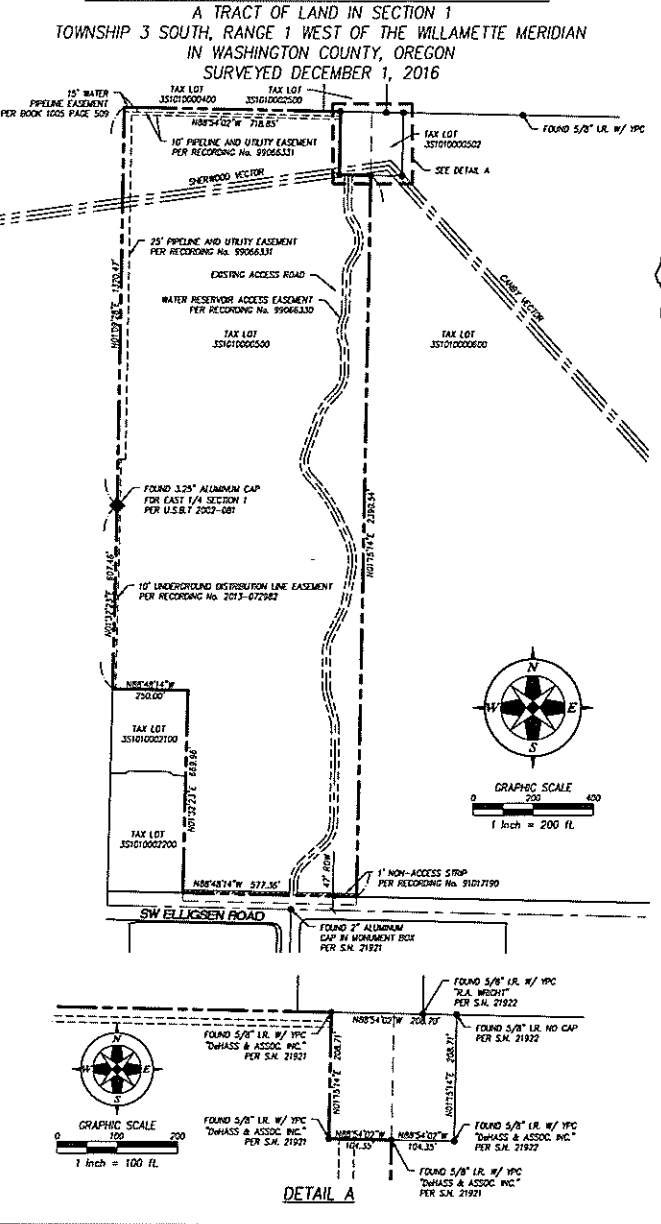 A TRACT OF LAND IN SECTION 1
TOWNSHIP 3 SOUTH, RANGE 1 WEST OF THE WILLAMETTE MERIDIAN
IN WASHINGTON COUNTY, OREGON
SURVEYED DECEMBER 1, 2016
15' WATER
PIPELINE EASEMENT
PER BOOK 1005 PAGE 509
TAX LOT
3S1010000400
TAX LOT
3S1010002500
N88°54'02"W 718.85'
10' PIPELINE AND UTILITY EASEMENT
PER RECORDING No. 99066331
TAX LOT
3S1010000502
FOUND 5/8" I.R. W/ YPC
SEE DETAIL A
SHERWOOD VECTOR
25' PIPELINE AND UTILITY EASEMENT
PER RECORDING No. 99066331
EXISTING ACCESS ROAD
WATER RESERVOIR ACCESS EASEMENT
PER RECORDING No. 99066330
CANBY VECTOR
TAX LOT
3S1010000500
TAX LOT
3S1010000600
1320.47'
FOUND 3.25" ALUMINUM CAP
FOR EAST 1/4 SECTION 1
PER U.S.B.T 2002-081
N01°15'14"E 2390.54'
10' UNDERGROUND DISTRIBUTION LINE EASEMENT
PER RECORDING No. 2013-072982
N01°32'23"E 607.46'
N88°48'14"W
250.00'
TAX LOT
3S1010002100
N01°32'23"E 669.96'
TAX LOT
3S1010002200
N
W E
S
GRAPHIC SCALE
0 200 400
1 Inch = 200 ft.
N88°48'14"W 577.36'
47' ROW
1' NON-ACCESS STRIP
PER RECORDING No. 91017190
SW ELLIGSEN ROAD
FOUND 2" ALUMINUM
CAP IN MONUMENT BOX
PER S.N. 21921
FOUND 5/8" I.R. W/ YPC
"R.A. WRIGHT"
PER S.N. 21922
N88°54'02"W 208.70'
FOUND 5/8" I.R. NO CAP
PER S.N. 21922
FOUND 5/8" I.R. W/ YPC
"DeHASS & ASSOC. INC."
PER S.N. 21921
N01°15'14"E 208.71'
N01°15'14"E 208.71'
N
W E
S
GRAPHIC SCALE
0 100 200
1 Inch = 100 ft.
FOUND 5/8" I.R. W/ YPC
"DeHASS & ASSOC. INC."
PER S.N. 21921
N88°54'02"W
104.35'
N88°54'02"W
104.35'
FOUND 5/8" I.R. W/ YPC
"DeHASS & ASSOC. INC."
PER S.N. 21922
FOUND 5/8" I.R. W/ YPC
"DeHASS & ASSOC. INC."
PER S.N. 21921
DETAIL A